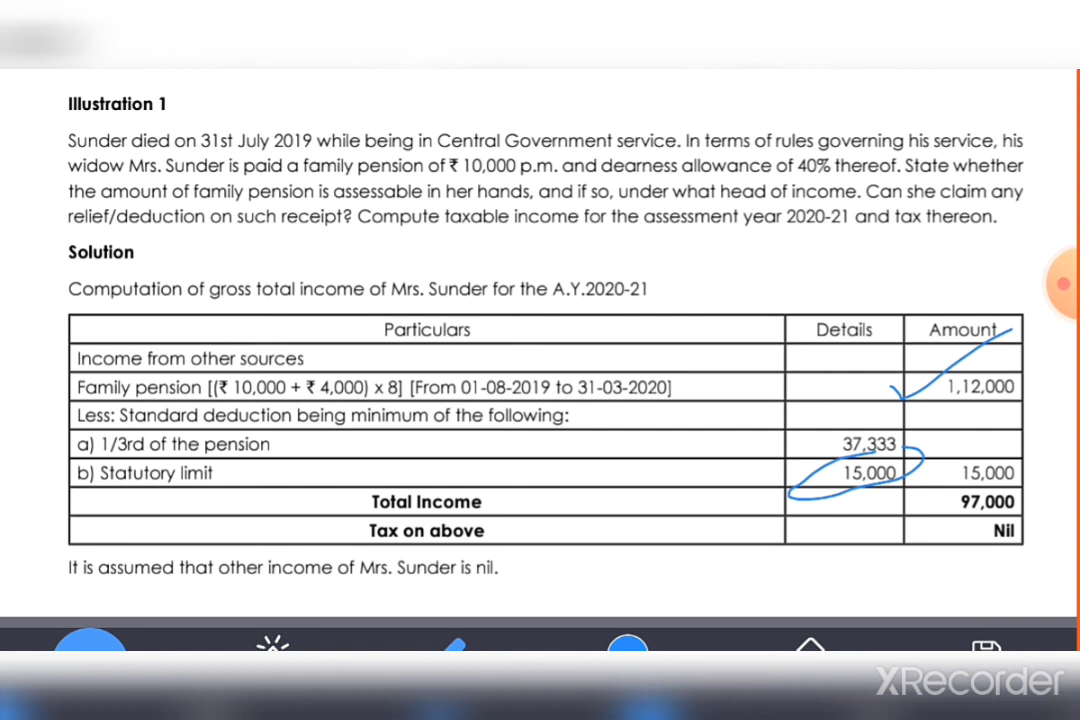 Illustration 1
Sunder died on 31st July 2019 while being in Central Government service. In terms of rules governing his service, his
widow Mrs. Sunder is paid a family pension of ₹ 10,000 p.m. and dearness allowance of 40% thereof. State whether
the amount of family pension is assessable in her hands, and if so, under what head of income. Can she claim any
relief/deduction on such receipt? Compute taxable income for the assessment year 2020-21 and tax thereon.
Solution
Computation of gross total income of Mrs. Sunder for the A.Y.2020-21
Particulars Details Amount
Income from other sources
Family pension [(₹ 10,000 + ₹ 4,000) x 8] [From 01-08-2019 to 31-03-2020] 1,12,000
Less: Standard deduction being minimum of the following:
a) 1/3rd of the pension 37,333
b) Statutory limit 15,000 15,000
Total Income 97,000
Tax on above Nil
It is assumed that other income of Mrs. Sunder is nil.
XRecorder